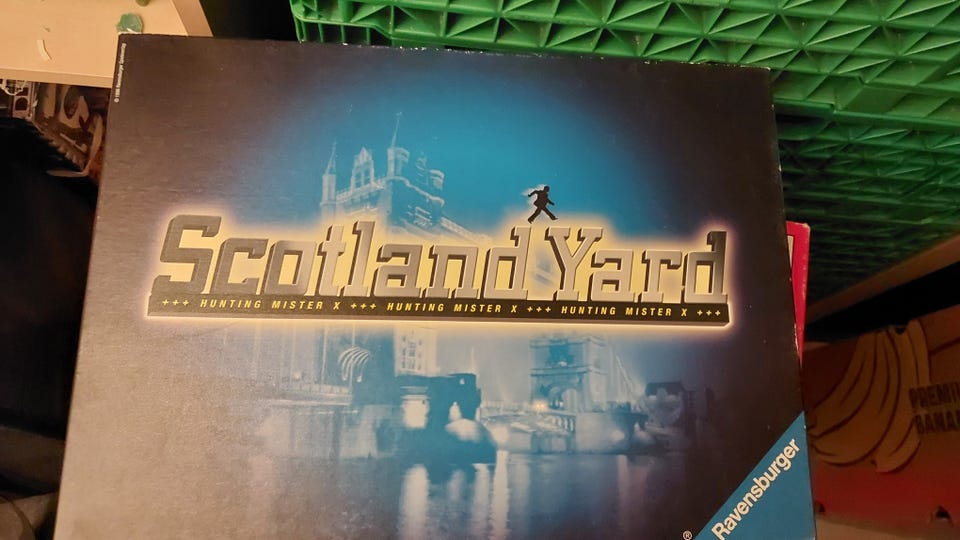 Scotland Yard
+++ HUNTING MISTER X +++ HUNTING MISTER X +++ HUNTING MISTER X +++
Ravensburger
®